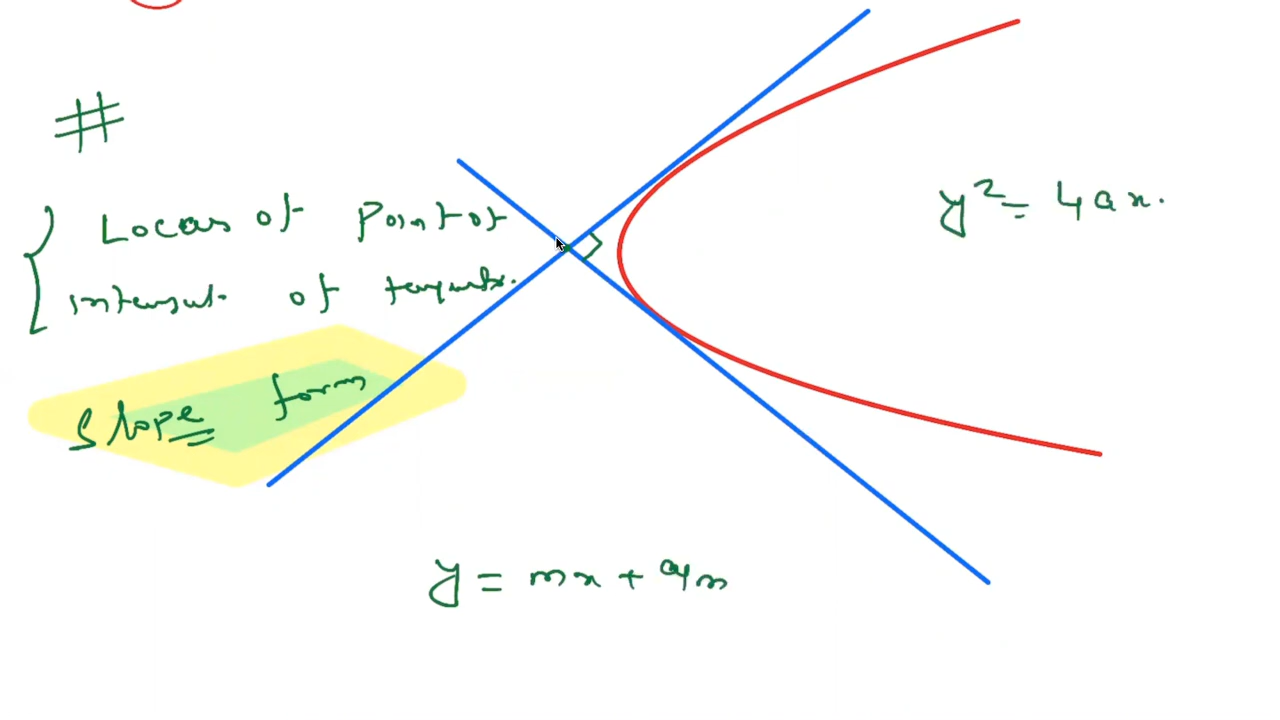 #
Locus of Point of
intersect. of tangents.
y² = 4ax.
slope form
y = mx + a/m